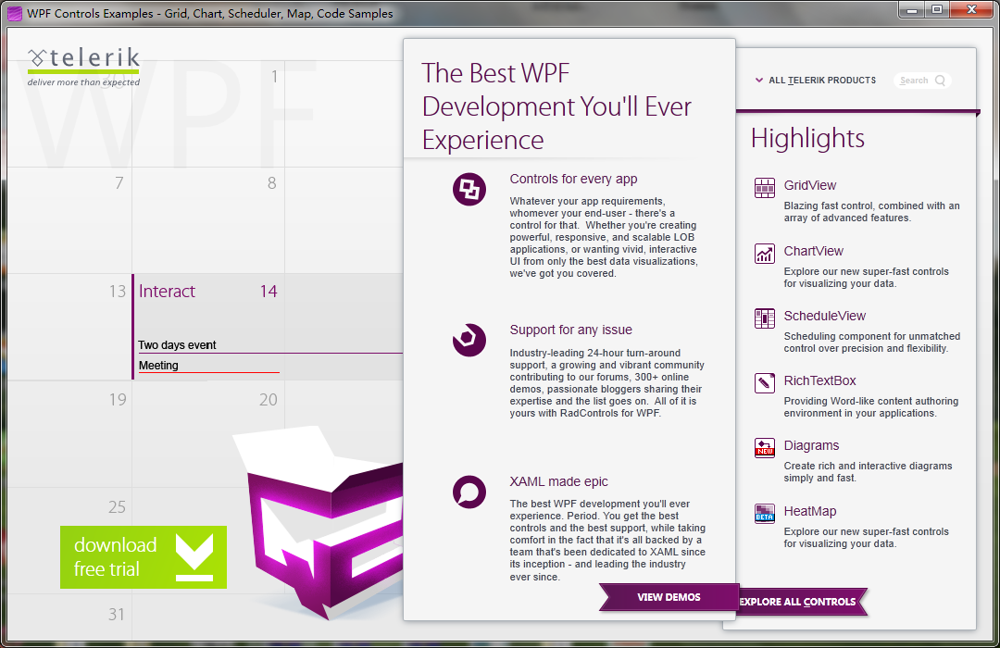 WPF Controls Examples - Grid, Chart, Scheduler, Map, Code Samples
telerik
deliver more than expected
WPF
30
1
7
8
13
Interact
14
Two days event
Meeting
19
20
25
31
download
free trial
The Best WPF
Development You'll Ever
Experience
Controls for every app
Whatever your app requirements,
whomever your end-user - there's a
control for that.  Whether you're creating
powerful, responsive, and scalable LOB
applications, or wanting vivid, interactive
UI from only the best data visualizations,
we've got you covered.
Support for any issue
Industry-leading 24-hour turn-around
support, a growing and vibrant community
contributing to our forums, 300+ online
demos, passionate bloggers sharing their
expertise and the list goes on.  All of it is
yours with RadControls for WPF.
XAML made epic
The best WPF development you'll ever
experience. Period. You get the best
controls and the best support, while taking
comfort in the fact that it's all backed by a
team that's been dedicated to XAML since
its inception - and leading the industry
ever since.
VIEW DEMOS
ALL TELERIK PRODUCTS
Search
Highlights
GridView
Blazing fast control, combined with an
array of advanced features.
ChartView
Explore our new super-fast controls
for visualizing your data.
ScheduleView
Scheduling component for unmatched
control over precision and flexibility.
RichTextBox
Providing Word-like content authoring
environment in your applications.
Diagrams
NEW
Create rich and interactive diagrams
simply and fast.
HeatMap
BETA
Explore our new super-fast controls
for visualizing your data.
EXPLORE ALL CONTROLS